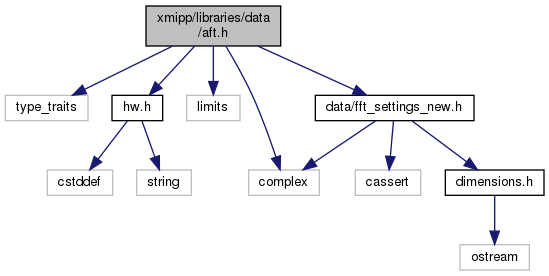 xmipp/libraries/data
/aft.h
type_traits
hw.h
limits
data/fft_settings_new.h
cstddef
string
complex
cassert
dimensions.h
ostream